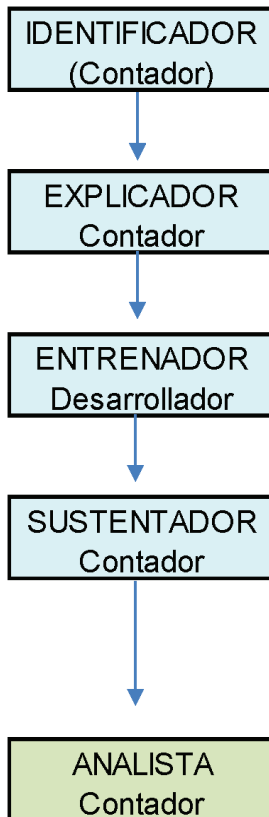 IDENTIFICADOR
(Contador)
EXPLICADOR
Contador
ENTRENADOR
Desarrollador
SUSTENTADOR
Contador
ANALISTA
Contador